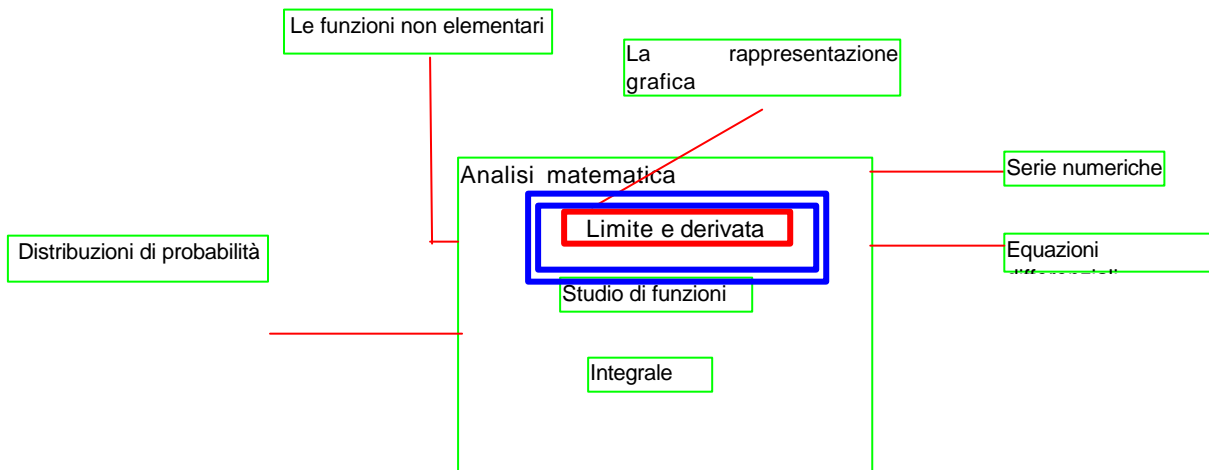 Le funzioni non elementari
La rappresentazione
grafica
Analisi matematica
Serie numeriche
Limite e derivata
Distribuzioni di probabilità
Equazioni
Studio di funzioni
Integrale